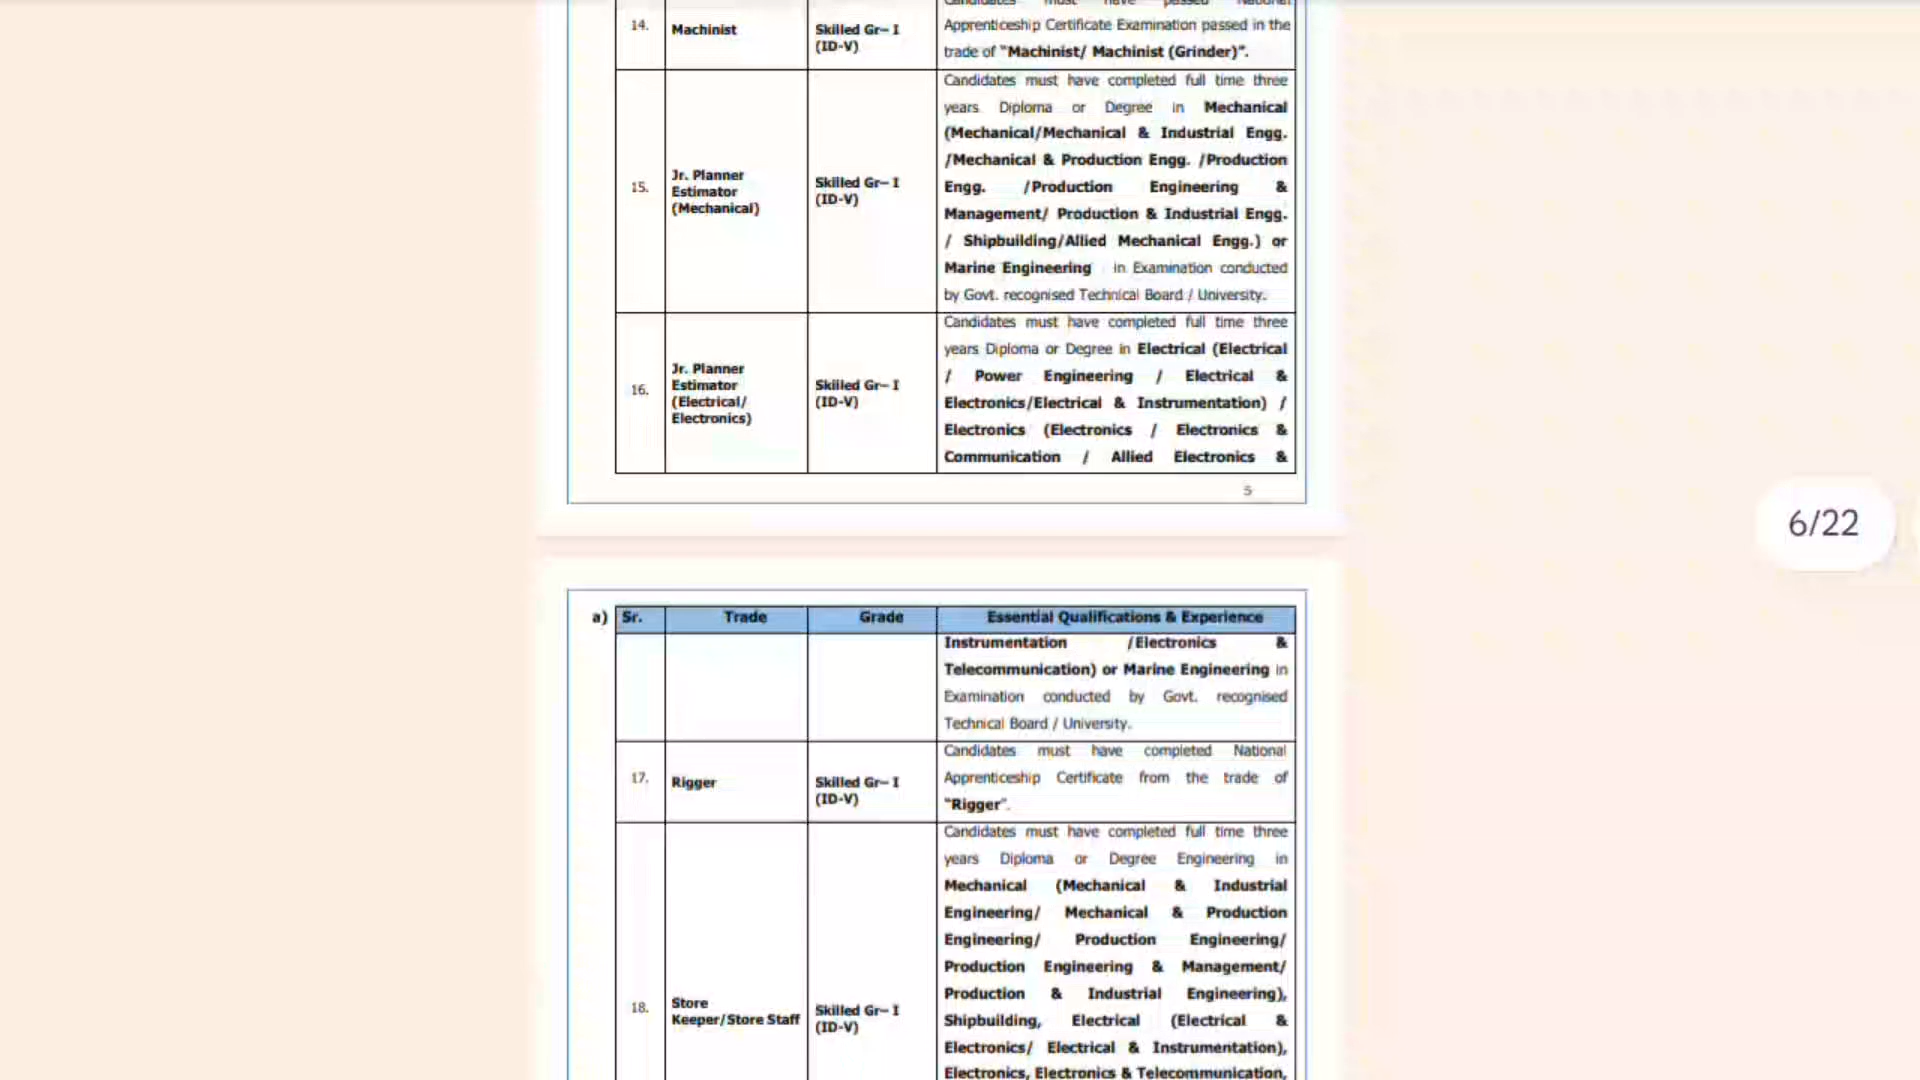 Candidates must have passed National
14.
Machinist
Skilled Gr– I
(ID-V)
Apprenticeship Certificate Examination passed in the
trade of "Machinist/ Machinist (Grinder)".
15.
Jr. Planner
Estimator
(Mechanical)
Skilled Gr– I
(ID-V)
Candidates must have completed full time three
years Diploma or Degree in Mechanical
(Mechanical/Mechanical & Industrial Engg.
/Mechanical & Production Engg. /Production
Engg. /Production Engineering &
Management/ Production & Industrial Engg.
/ Shipbuilding/Allied Mechanical Engg.) or
Marine Engineering in Examination conducted
by Govt. recognised Technical Board / University.
16.
Jr. Planner
Estimator
(Electrical/
Electronics)
Skilled Gr– I
(ID-V)
Candidates must have completed full time three
years Diploma or Degree in Electrical (Electrical
/ Power Engineering / Electrical &
Electronics/Electrical & Instrumentation) /
Electronics (Electronics / Electronics &
Communication / Allied Electronics &
5
6/22
a) Sr. Trade Grade Essential Qualifications & Experience
Instrumentation /Electronics &
Telecommunication) or Marine Engineering in
Examination conducted by Govt. recognised
Technical Board / University.
17.
Rigger
Skilled Gr– I
(ID-V)
Candidates must have completed National
Apprenticeship Certificate from the trade of
"Rigger".
18.
Store
Keeper/Store Staff
Skilled Gr– I
(ID-V)
Candidates must have completed full time three
years Diploma or Degree Engineering in
Mechanical (Mechanical & Industrial
Engineering/ Mechanical & Production
Engineering/ Production Engineering/
Production Engineering & Management/
Production & Industrial Engineering),
Shipbuilding, Electrical (Electrical &
Electronics/ Electrical & Instrumentation),
Electronics, Electronics & Telecommunication,